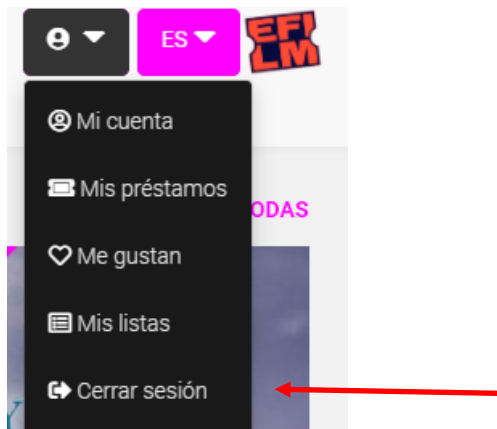 ES
EFI
LM
Mi cuenta
Mis préstamos
ODAS
Me gustan
Mis listas
Cerrar sesión
Y